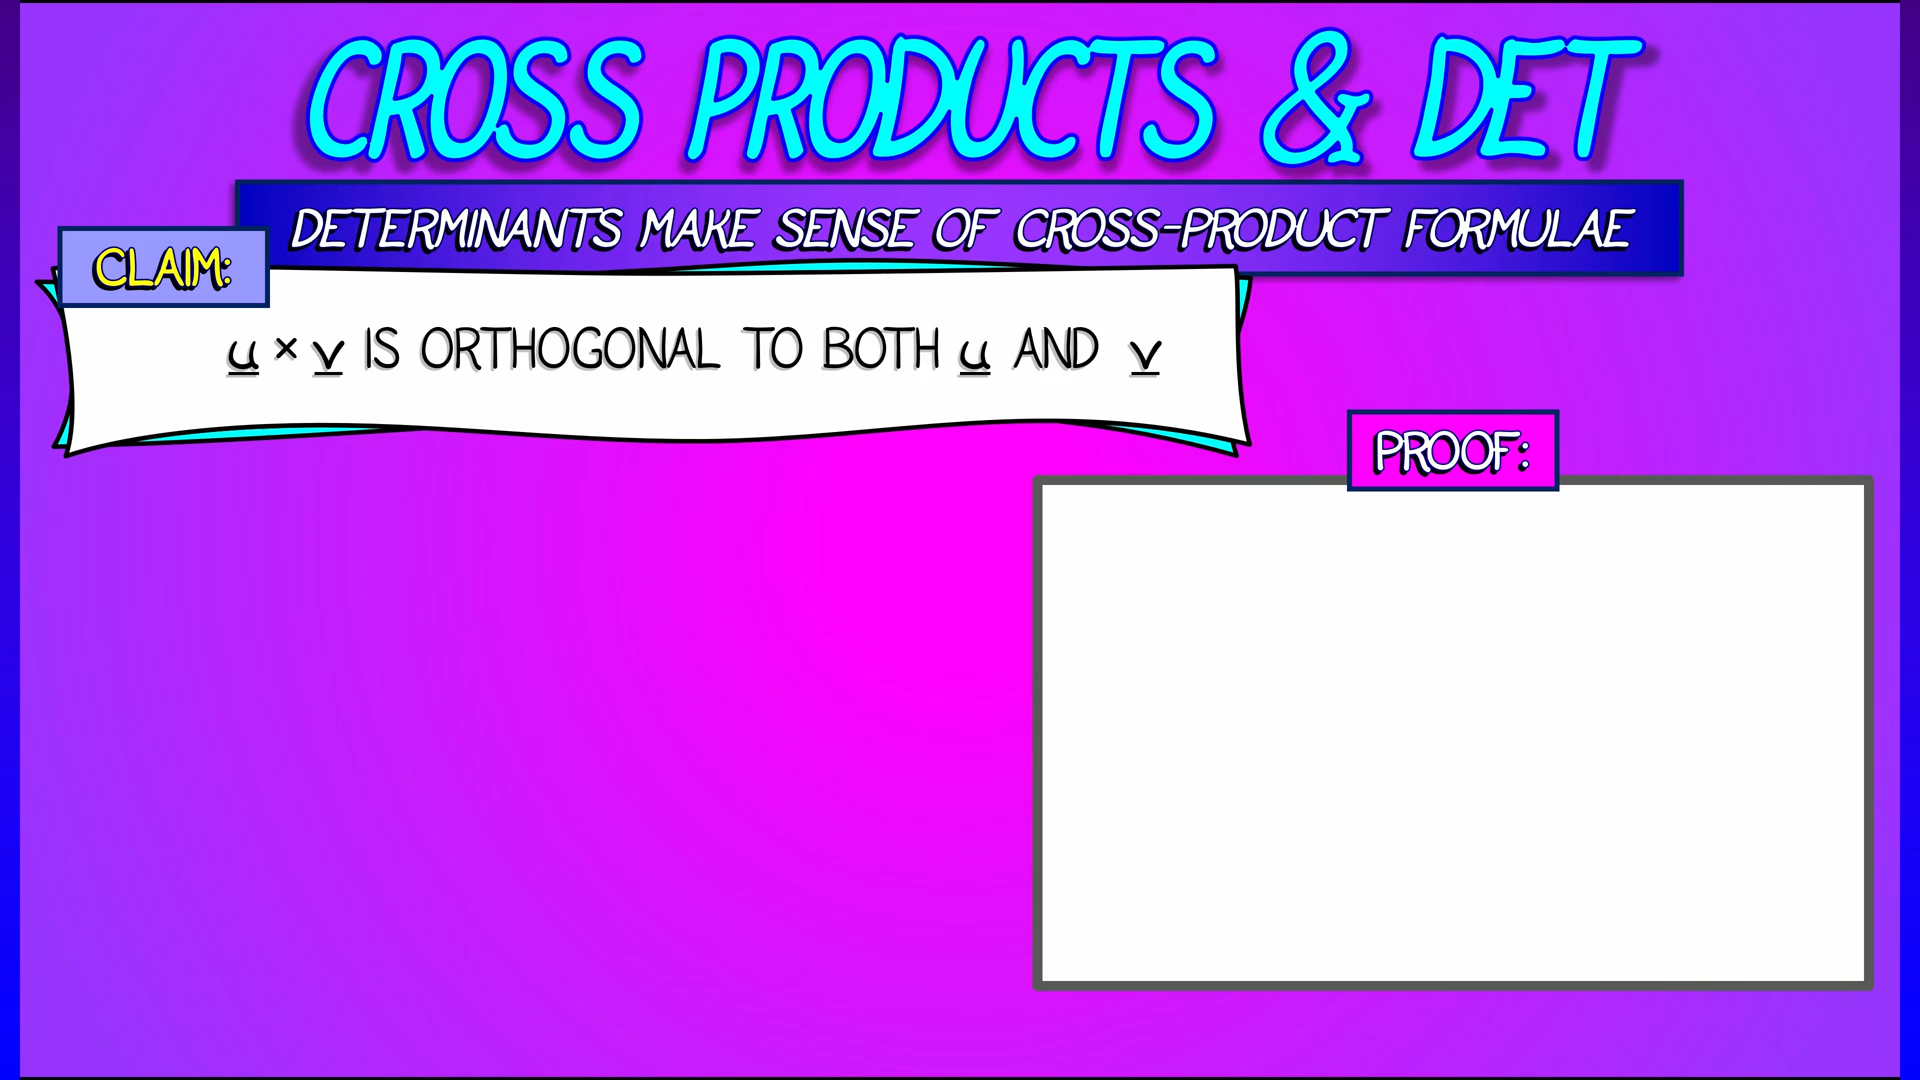 CROSS PRODUCTS & DET
DETERMINANTS MAKE SENSE OF CROSS-PRODUCT FORMULAE
CLAIM:
u × v IS ORTHOGONAL TO BOTH u AND v
PROOF: